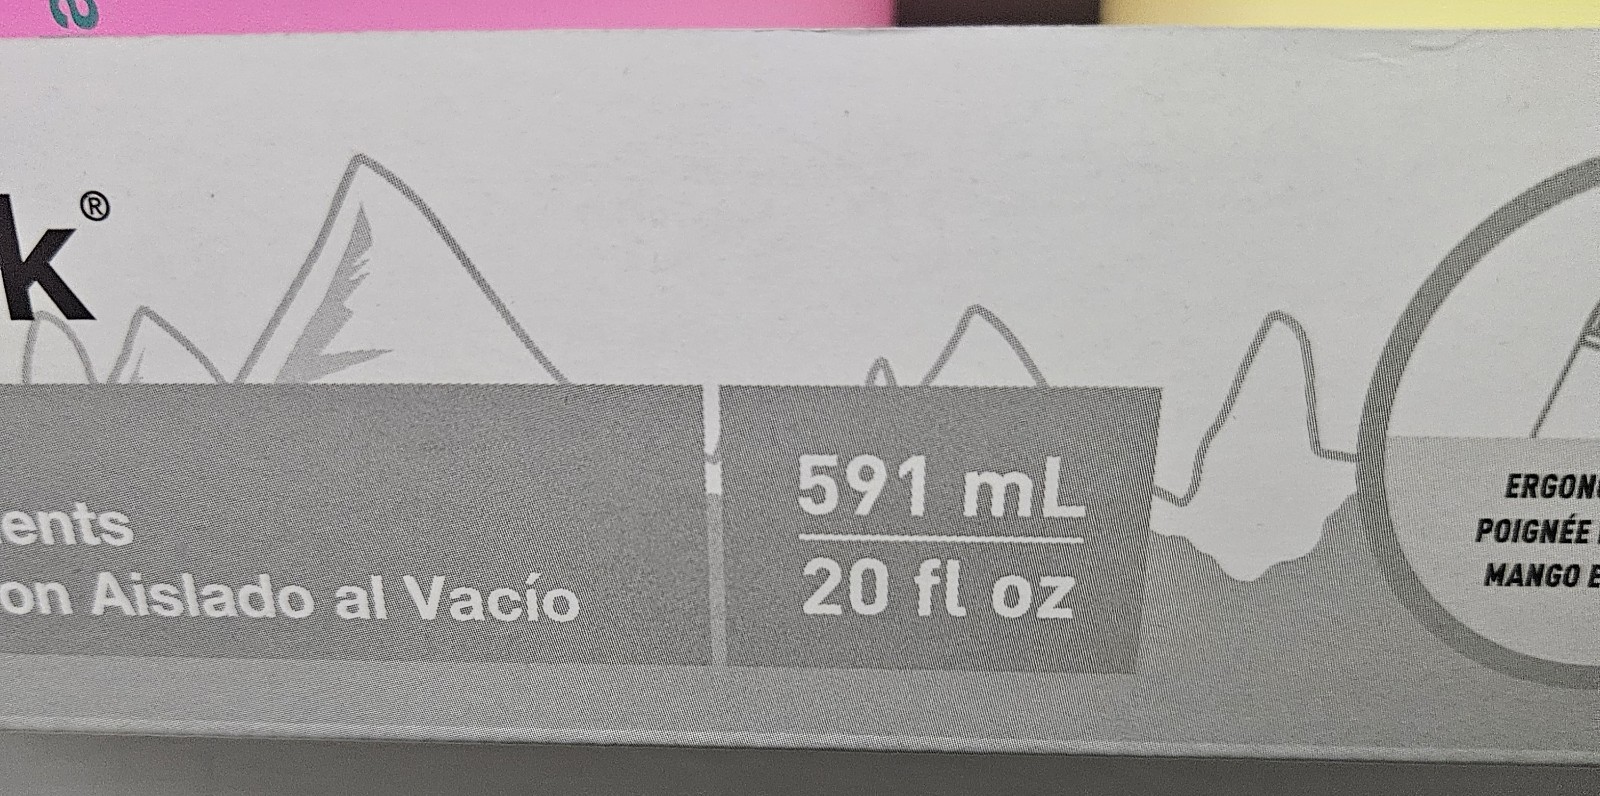 k®
ents
on Aislado al Vacío
591 mL
20 fl oz
ERGON
POIGNÉE
MANGO E